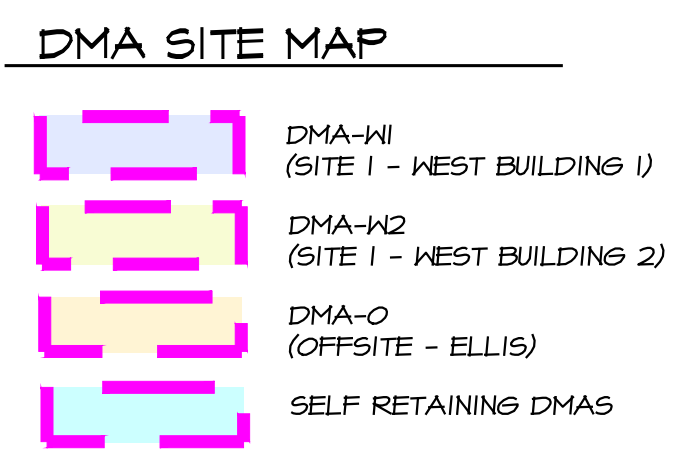 DMA SITE MAP
DMA-W1
(SITE 1 - WEST BUILDING 1)
DMA-W2
(SITE 1 - WEST BUILDING 2)
DMA-O
(OFFSITE - ELLIS)
SELF RETAINING DMAS